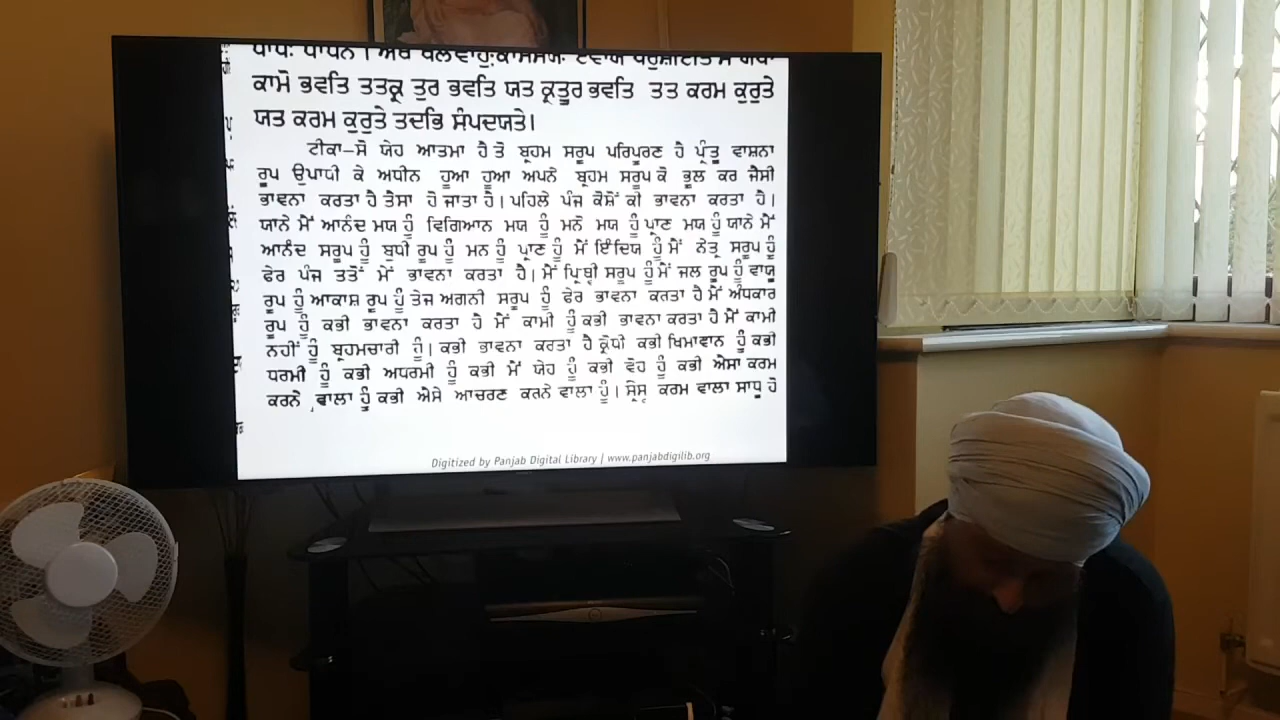 ਕਾਮੋ ਭਵਤਿ ਤਤਕ੍ਰ ਤੁਰ ਭਵਤਿ ਯਤ ਕ੍ਰਤੂਰ ਭਵਤਿ ਤਤ ਕਰਮ ਕੁਰੁਤੇ
ਯਤ ਕਰਮ ਕੁਰੁਤੇ ਤਦਭਿ ਸੰਪਦਯਤੇ।
ਟੀਕਾ–ਸੋ ਯੇਹ ਆਤਮਾ ਹੈ ਤੋ ਬ੍ਰਹਮ ਸਰੂਪ ਪਰਿਪੂਰਣ ਹੈ ਪ੍ਰੰਤੂ ਵਾਸ਼ਨਾ
ਰੂਪ ਉਪਾਧੀ ਕੇ ਅਧੀਨ ਹੂਆ ਹੂਆ ਅਪਨੇ ਬ੍ਰਹਮ ਸਰੂਪ ਕੋ ਭੂਲ ਕਰ ਜੈਸੀ
ਭਾਵਨਾ ਕਰਤਾ ਹੈ ਤੈਸਾ ਹੋ ਜਾਤਾ ਹੈ। ਪਹਿਲੇ ਪੰਜ ਕੋਸ਼ੋਂ ਕੀ ਭਾਵਨਾ ਕਰਤਾ ਹੈ।
ਯਾਨੇ ਮੈਂ ਆਨੰਦ ਮਯ ਹੂੰ ਵਿਗਿਆਨ ਮਯ ਹੂੰ ਮਨੋ ਮਯ ਹੂੰ ਪ੍ਰਾਣ ਮਯ ਹੂੰ ਯਾਨੇ ਮੈਂ
ਆਨੰਦ ਸਰੂਪ ਹੂੰ ਬੁਧੀ ਰੂਪ ਹੂੰ ਮਨ ਹੂੰ ਪ੍ਰਾਣ ਹੂੰ ਮੈਂ ਇੰਦਿਯ ਹੂੰ ਮੈਂ ਨੇਤ੍ਰ ਸਰੂਪ ਹੂੰ
ਫੇਰ ਪੰਜ ਤਤੋਂ ਮੇਂ ਭਾਵਨਾ ਕਰਤਾ ਹੈ। ਮੈਂ ਪ੍ਰਿਥ੍ਵੀ ਸਰੂਪ ਹੂੰ ਮੈਂ ਜਲ ਰੂਪ ਹੂੰ ਵਾਯੂ
ਰੂਪ ਹੂੰ ਆਕਾਸ਼ ਰੂਪ ਹੂੰ ਤੇਜ ਅਗਨੀ ਸਰੂਪ ਹੂੰ ਫੇਰ ਭਾਵਨਾ ਕਰਤਾ ਹੈ ਮੈਂ ਅੰਧਕਾਰ
ਰੂਪ ਹੂੰ ਕਭੀ ਭਾਵਨਾ ਕਰਤਾ ਹੈ ਮੈਂ ਕਾਮੀ ਹੂੰ ਕਭੀ ਭਾਵਨਾ ਕਰਤਾ ਹੈ ਮੈਂ ਕਾਮੀ
ਨਹੀਂ ਹੂੰ ਬ੍ਰਹਮਚਾਰੀ ਹੂੰ। ਕਭੀ ਭਾਵਨਾ ਕਰਤਾ ਹੈ ਕ੍ਰੋਧੀ ਕਭੀ ਖਿਮਾਵਾਨ ਹੂੰ ਕਭੀ
ਧਰਮੀ ਹੂੰ ਕਭੀ ਅਧਰਮੀ ਹੂੰ ਕਭੀ ਮੈਂ ਯੇਹ ਹੂੰ ਕਭੀ ਵੋਹ ਹੂੰ ਕਭੀ ਐਸਾ ਕਰਮ
ਕਰਨੇ ਵਾਲਾ ਹੂੰ ਕਭੀ ਐਸੇ ਆਚਰਣ ਕਰਨੇ ਵਾਲਾ ਹੂੰ। ਕਰਮ ਵਾਲਾ ਸਾਧੂ ਹੋ
Digitized by Panjab Digital Library | www.panjabdigilib.org